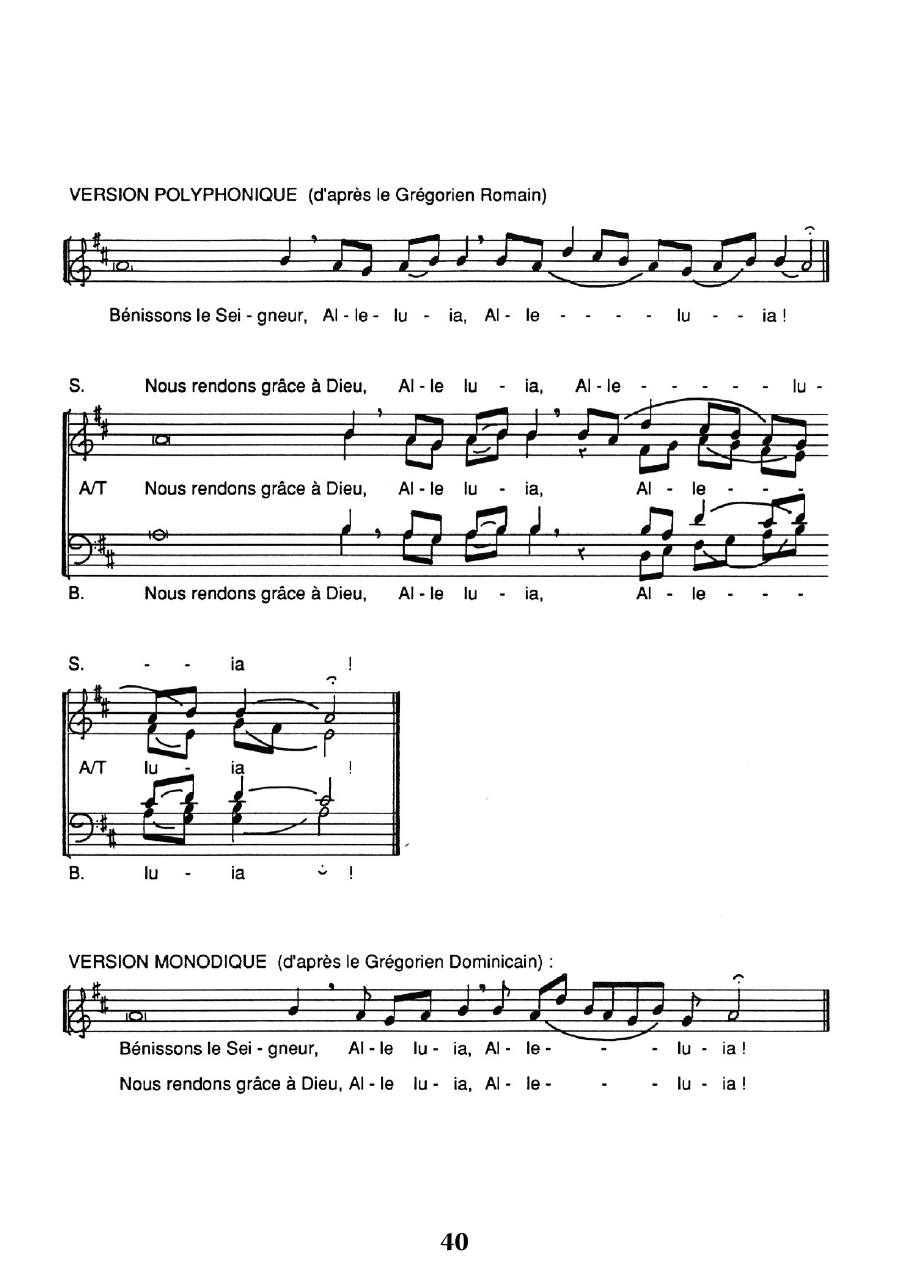 VERSION POLYPHONIQUE (d'après le Grégorien Romain)
Bénissons le Sei - gneur, Al - le - lu - ia, Al - le - - - - lu - - ia !
S. Nous rendons grâce à Dieu, Al - le lu - ia, Al - le - - - - - lu -
A/T Nous rendons grâce à Dieu, Al - le lu - ia, Al - le - - -
B. Nous rendons grâce à Dieu, Al - le lu - ia, Al - le - - -
S. - - ia !
A/T lu - ia !
B. lu - ia !
VERSION MONODIQUE (d'après le Grégorien Dominicain) :
Bénissons le Sei - gneur, Al - le lu - ia, Al - le - - - lu - ia !
Nous rendons grâce à Dieu, Al - le lu - ia, Al - le - - - lu - ia !
40